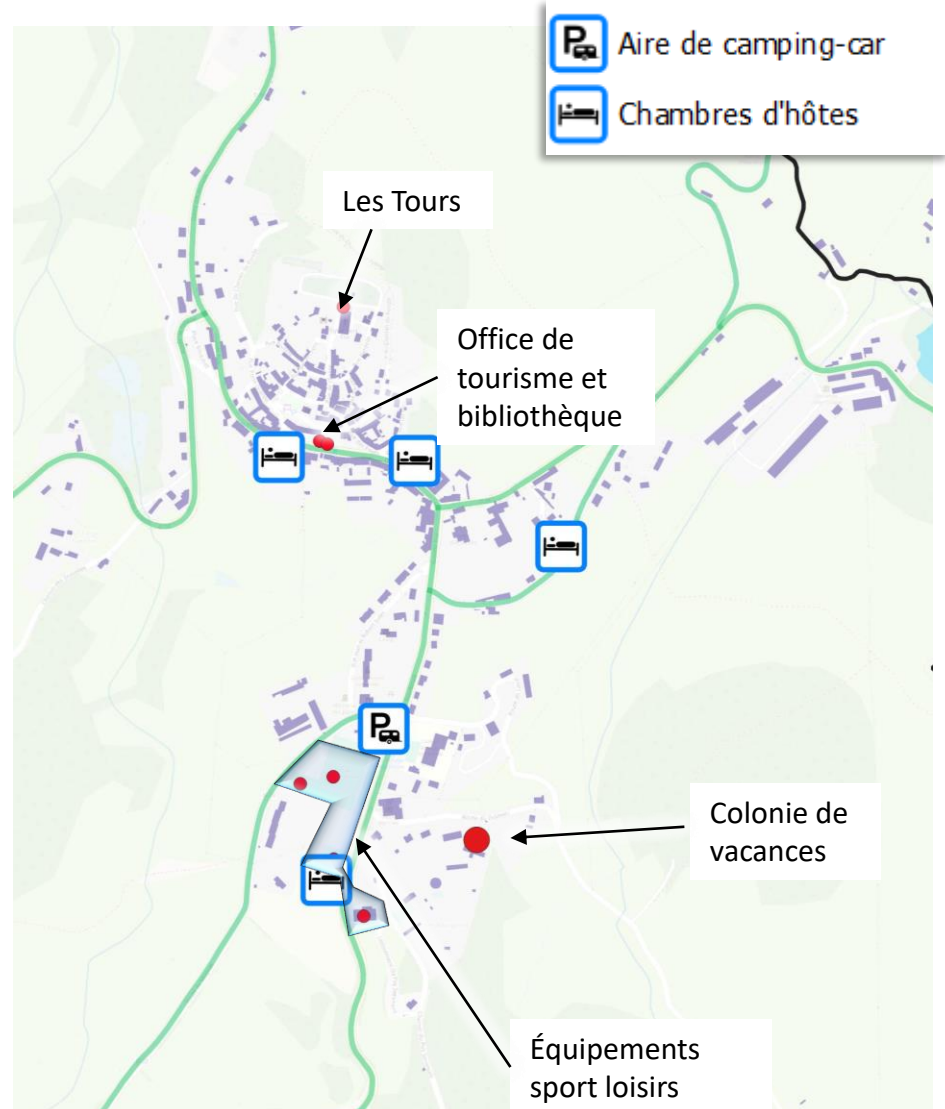 Aire de camping-car
Chambres d'hôtes
Les Tours
Office de
tourisme et
bibliothèque
P
Colonie de
vacances
Équipements
sport loisirs